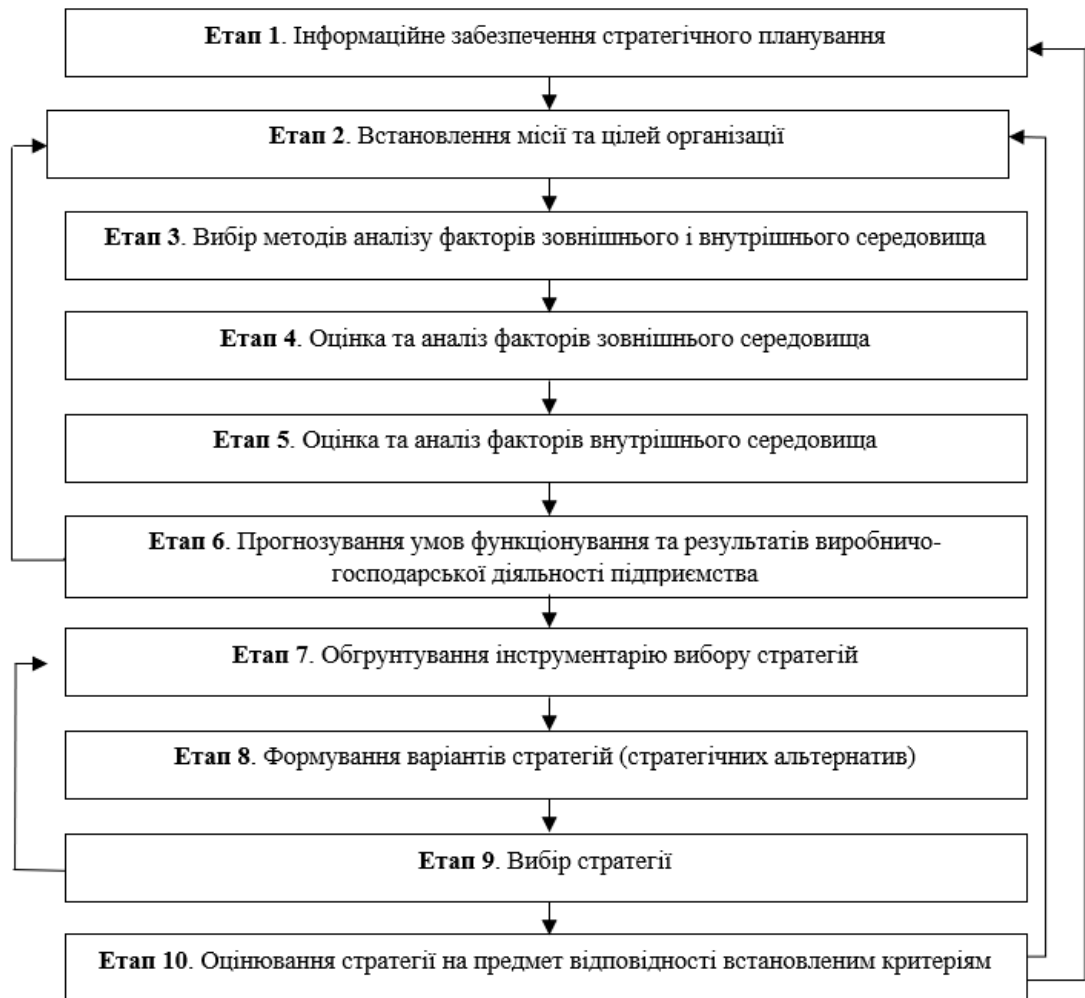 Етап 1. Інформаційне забезпечення стратегічного планування
Етап 2. Встановлення місії та цілей організації
Етап 3. Вибір методів аналізу факторів зовнішнього і внутрішнього середовища
Етап 4. Оцінка та аналіз факторів зовнішнього середовища
Етап 5. Оцінка та аналіз факторів внутрішнього середовища
Етап 6. Прогнозування умов функціонування та результатів виробничо-
господарської діяльності підприємства
Етап 7. Обгрунтування інструментарію вибору стратегій
Етап 8. Формування варіантів стратегій (стратегічних альтернатив)
Етап 9. Вибір стратегії
Етап 10. Оцінювання стратегії на предмет відповідності встановленим критеріям